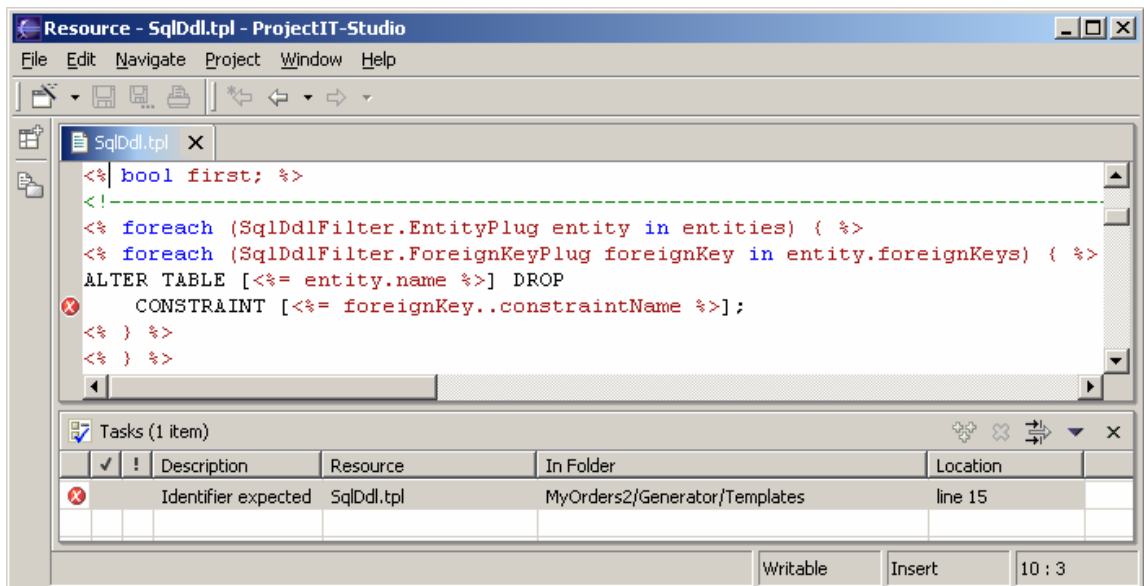 Resource - SqlDdl.tpl - ProjectIT-Studio
File Edit Navigate Project Window Help
SqlDdl.tpl
<% bool first; %>
<!--------------------------------------------------------------------------------
<% foreach (SqlDdlFilter.EntityPlug entity in entities) { %>
<% foreach (SqlDdlFilter.ForeignKeyPlug foreignKey in entity.foreignKeys) { %>
ALTER TABLE [<%= entity.name %>] DROP
CONSTRAINT [<%= foreignKey..constraintName %>];
<% } %>
<% } %>
Tasks (1 item)
! Description Resource In Folder Location
Identifier expected SqlDdl.tpl MyOrders2/Generator/Templates line 15
Writable Insert 10 : 3